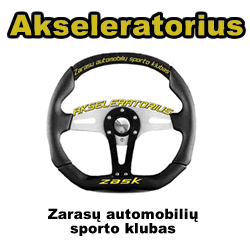 Akseleratorius
Zarasų automobilių sporto klubas
AKSELERATORIUS
zask
Zarasų automobilių
sporto klubas